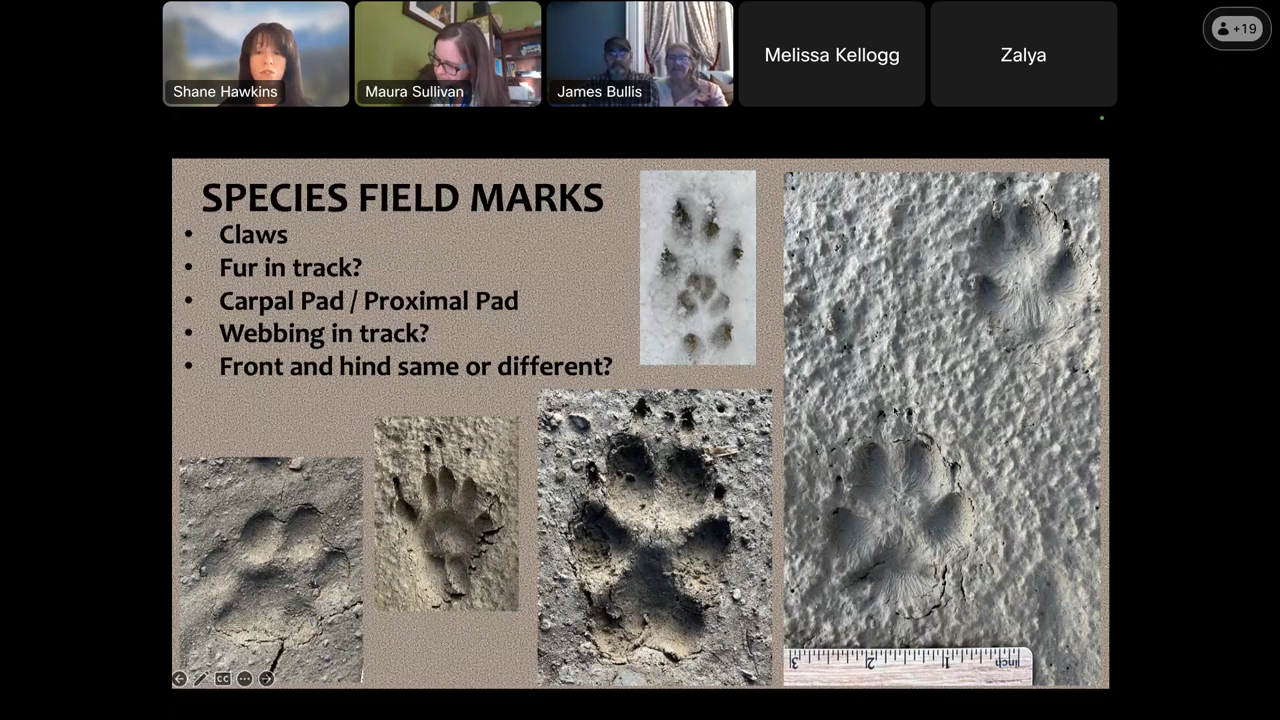 Shane Hawkins
Maura Sullivan
James Bullis
Melissa Kellogg
Zalya
+19
SPECIES FIELD MARKS
• Claws
• Fur in track?
• Carpal Pad / Proximal Pad
• Webbing in track?
• Front and hind same or different?
3 2 1 inch
CC